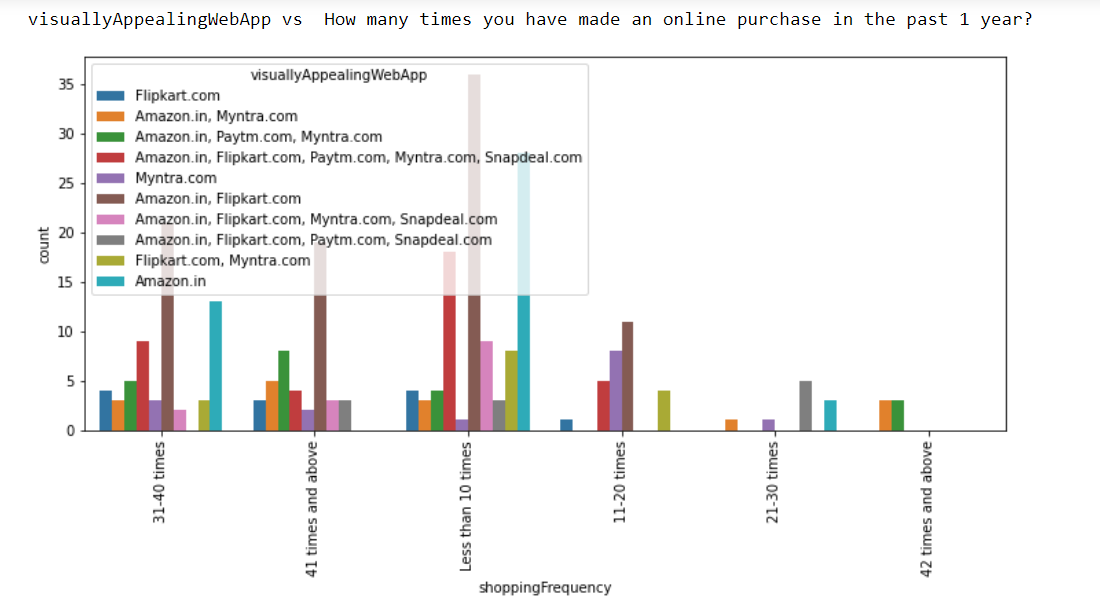 visuallyAppealingWebApp vs  How many times you have made an online purchase in the past 1 year?
visuallyAppealingWebApp
Flipkart.com
Amazon.in, Myntra.com
Amazon.in, Paytm.com, Myntra.com
Amazon.in, Flipkart.com, Paytm.com, Myntra.com, Snapdeal.com
Myntra.com
Amazon.in, Flipkart.com
Amazon.in, Flipkart.com, Myntra.com, Snapdeal.com
Amazon.in, Flipkart.com, Paytm.com, Snapdeal.com
Flipkart.com, Myntra.com
Amazon.in
count
35
30
25
20
15
10
5
0
31-40 times
41 times and above
Less than 10 times
11-20 times
21-30 times
42 times and above
shoppingFrequency